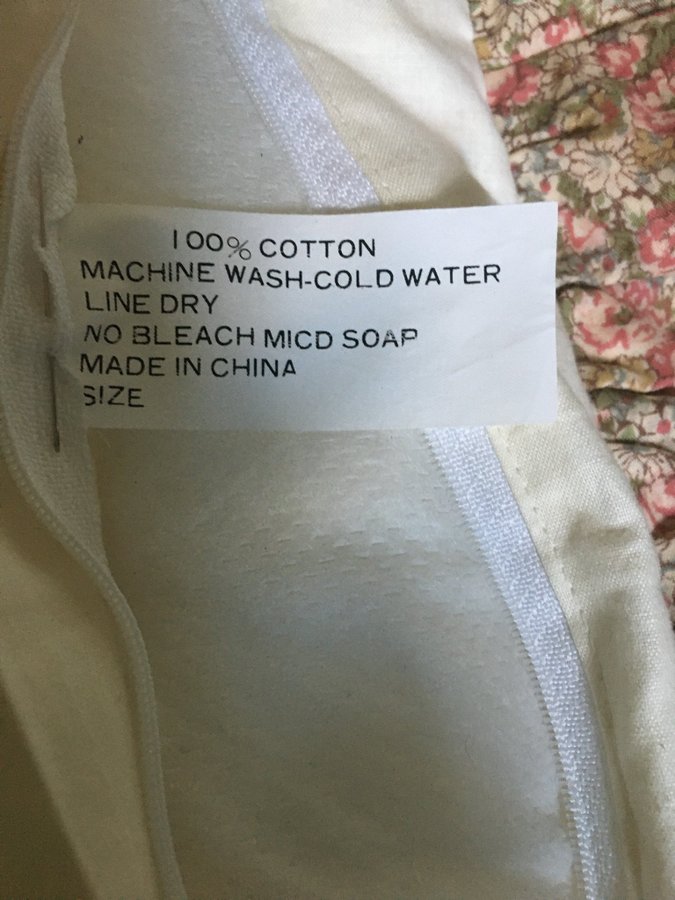 100% COTTON
MACHINE WASH-COLD WATER
LINE DRY
NO BLEACH MICD SOAP
MADE IN CHINA
SIZE